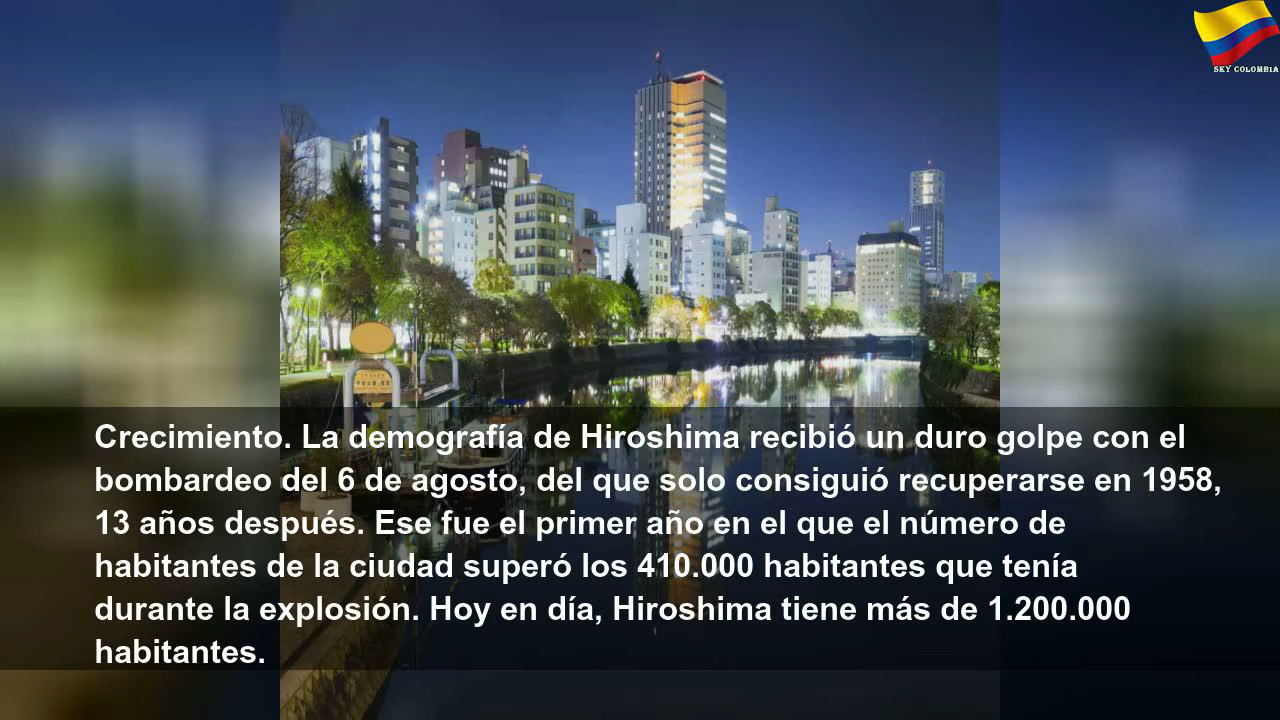 SKY COLOMBIA
Crecimiento. La demografía de Hiroshima recibió un duro golpe con el
bombardeo del 6 de agosto, del que solo consiguió recuperarse en 1958,
13 años después. Ese fue el primer año en el que el número de
habitantes de la ciudad superó los 410.000 habitantes que tenía
durante la explosión. Hoy en día, Hiroshima tiene más de 1.200.000
habitantes.